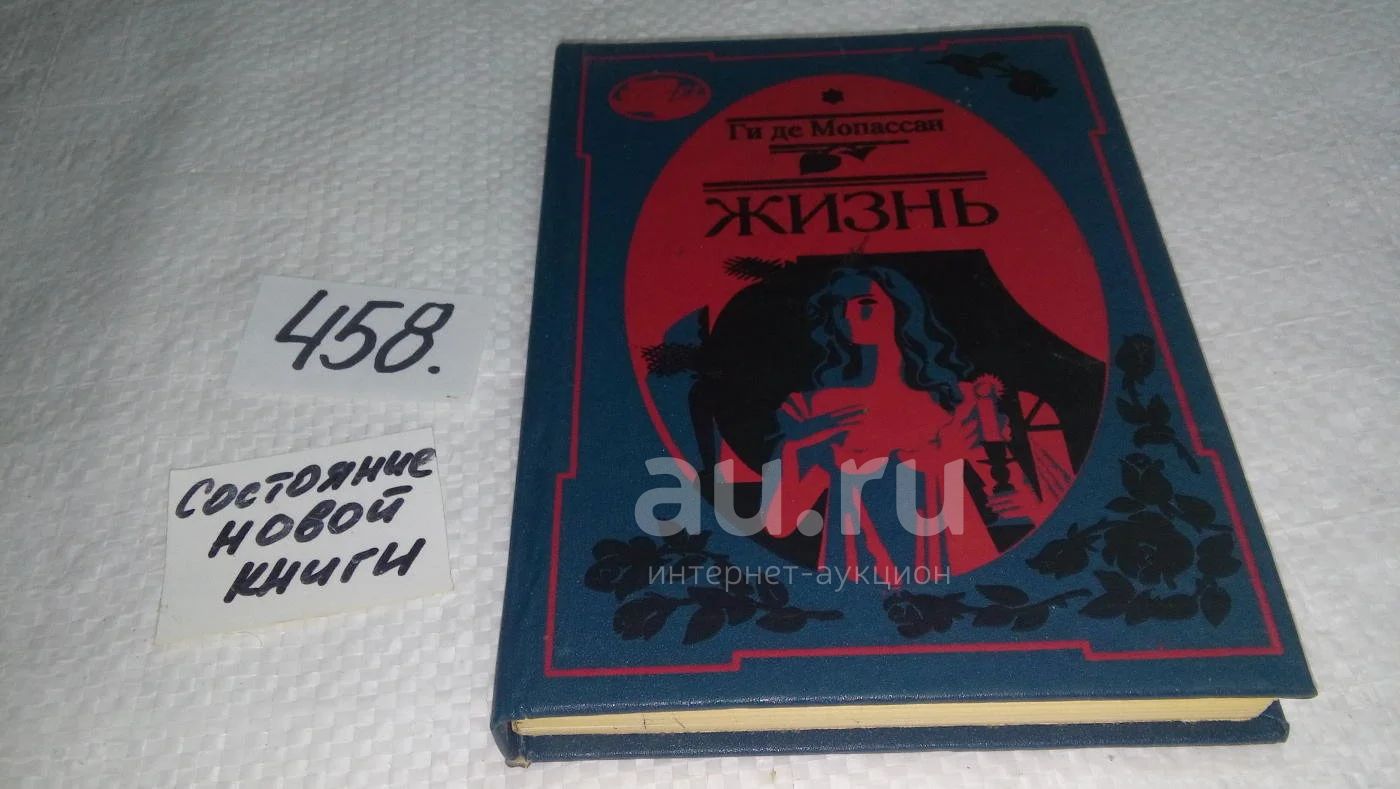 Ги де Мопассан
ЖИЗНЬ
458.
Состояние
новой
книги
au.ru
интернет-аукцион